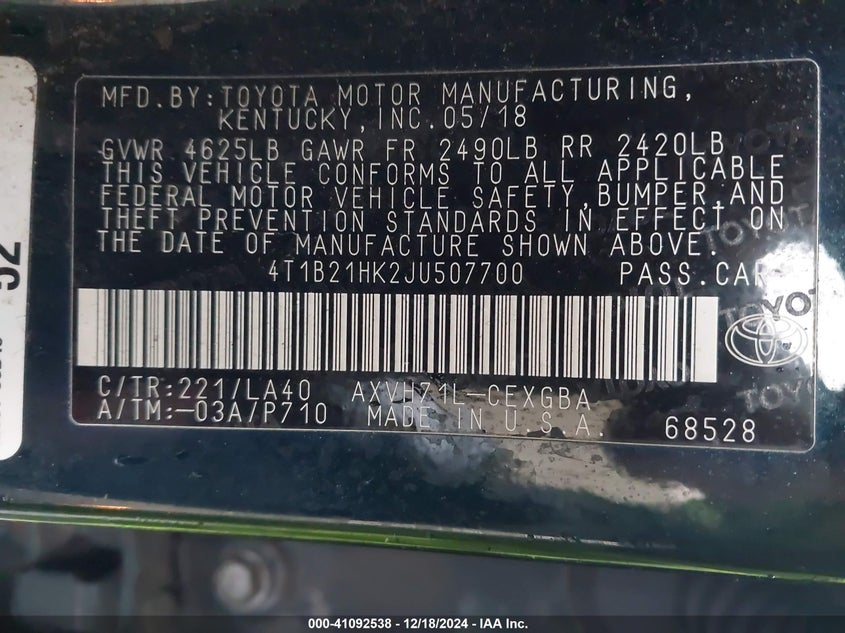 MFD.BY:TOYOTA MOTOR MANUFACTURING,
KENTUCKY,INC.05/18
GVWR 4625LB GAWR FR 2490LB RR 2420LB
THIS VEHICLE CONFORMS TO ALL APPLICABLE
FEDERAL MOTOR VEHICLE SAFETY,BUMPER,AND
THEFT PREVENTION STANDARDS IN EFFECT ON
THE DATE OF MANUFACTURE SHOWN ABOVE.
4T1B21HK2JU507700 PASS.CAR
C/TR:221/LA40 AXVH71L-CEXGBA
A/TM:-03A/P710 MADE IN U.S.A. 68528
52
TOYOTA
000-41092538 - 12/18/2024 - IAA Inc.